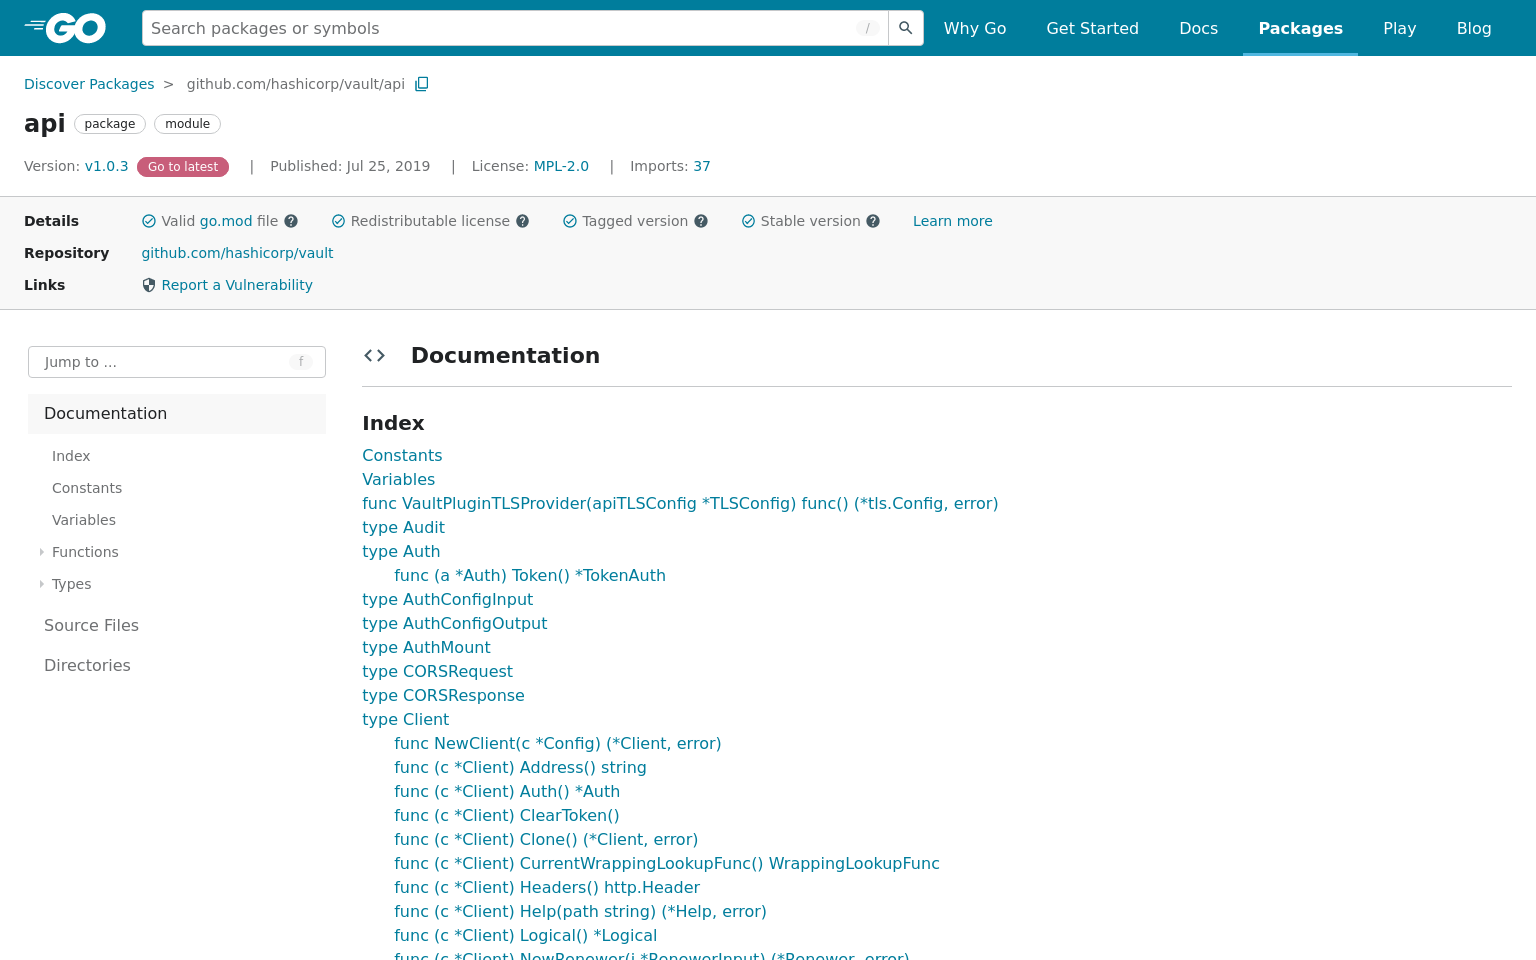 GO
Search packages or symbols /
Why Go Get Started Docs Packages Play Blog
Discover Packages > github.com/hashicorp/vault/api
api package module
Version: v1.0.3 Go to latest | Published: Jul 25, 2019 | License: MPL-2.0 | Imports: 37
Details Valid go.mod file Redistributable license Tagged version Stable version Learn more
Repository github.com/hashicorp/vault
Links Report a Vulnerability
Jump to ... f
Documentation
Index
Constants
Variables
Functions
Types
Source Files
Directories
Documentation
Index
Constants
Variables
func VaultPluginTLSProvider(apiTLSConfig *TLSConfig) func() (*tls.Config, error)
type Audit
type Auth
func (a *Auth) Token() *TokenAuth
type AuthConfigInput
type AuthConfigOutput
type AuthMount
type CORSRequest
type CORSResponse
type Client
func NewClient(c *Config) (*Client, error)
func (c *Client) Address() string
func (c *Client) Auth() *Auth
func (c *Client) ClearToken()
func (c *Client) Clone() (*Client, error)
func (c *Client) CurrentWrappingLookupFunc() WrappingLookupFunc
func (c *Client) Headers() http.Header
func (c *Client) Help(path string) (*Help, error)
func (c *Client) Logical() *Logical
func (c *Client) NewRenewer(i *RenewerInput) (*Renewer, error)